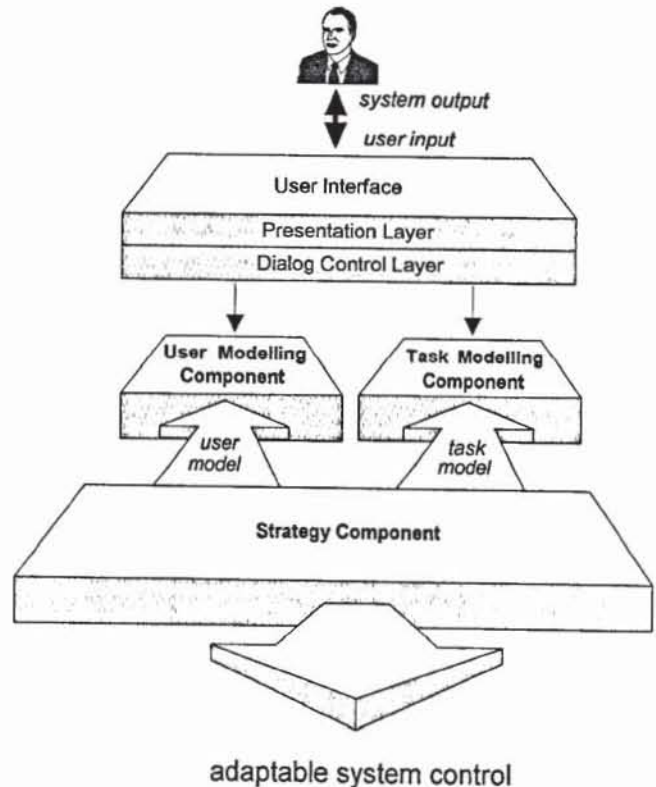 system output
user input
User Interface
Presentation Layer
Dialog Control Layer
User Modelling
Component
Task Modelling
Component
user
model
task
model
Strategy Component
adaptable system control